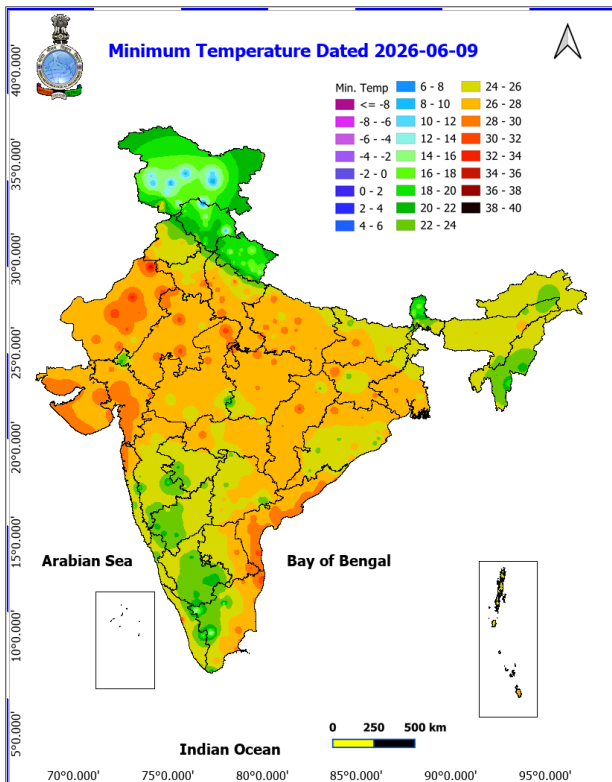 Minimum Temperature Dated 2026-06-09
Min. Temp
<= -8
-8 - -6
-6 - -4
-4 - -2
-2 - 0
0 - 2
2 - 4
4 - 6
6 - 8
8 - 10
10 - 12
12 - 14
14 - 16
16 - 18
18 - 20
20 - 22
22 - 24
24 - 26
26 - 28
28 - 30
30 - 32
32 - 34
34 - 36
36 - 38
38 - 40
40°0.000'
35°0.000'
30°0.000'
25°0.000'
20°0.000'
15°0.000'
10°0.000'
5°0.000'
Arabian Sea
Bay of Bengal
Indian Ocean
0 250 500 km
70°0.000' 75°0.000' 80°0.000' 85°0.000' 90°0.000' 95°0.000'